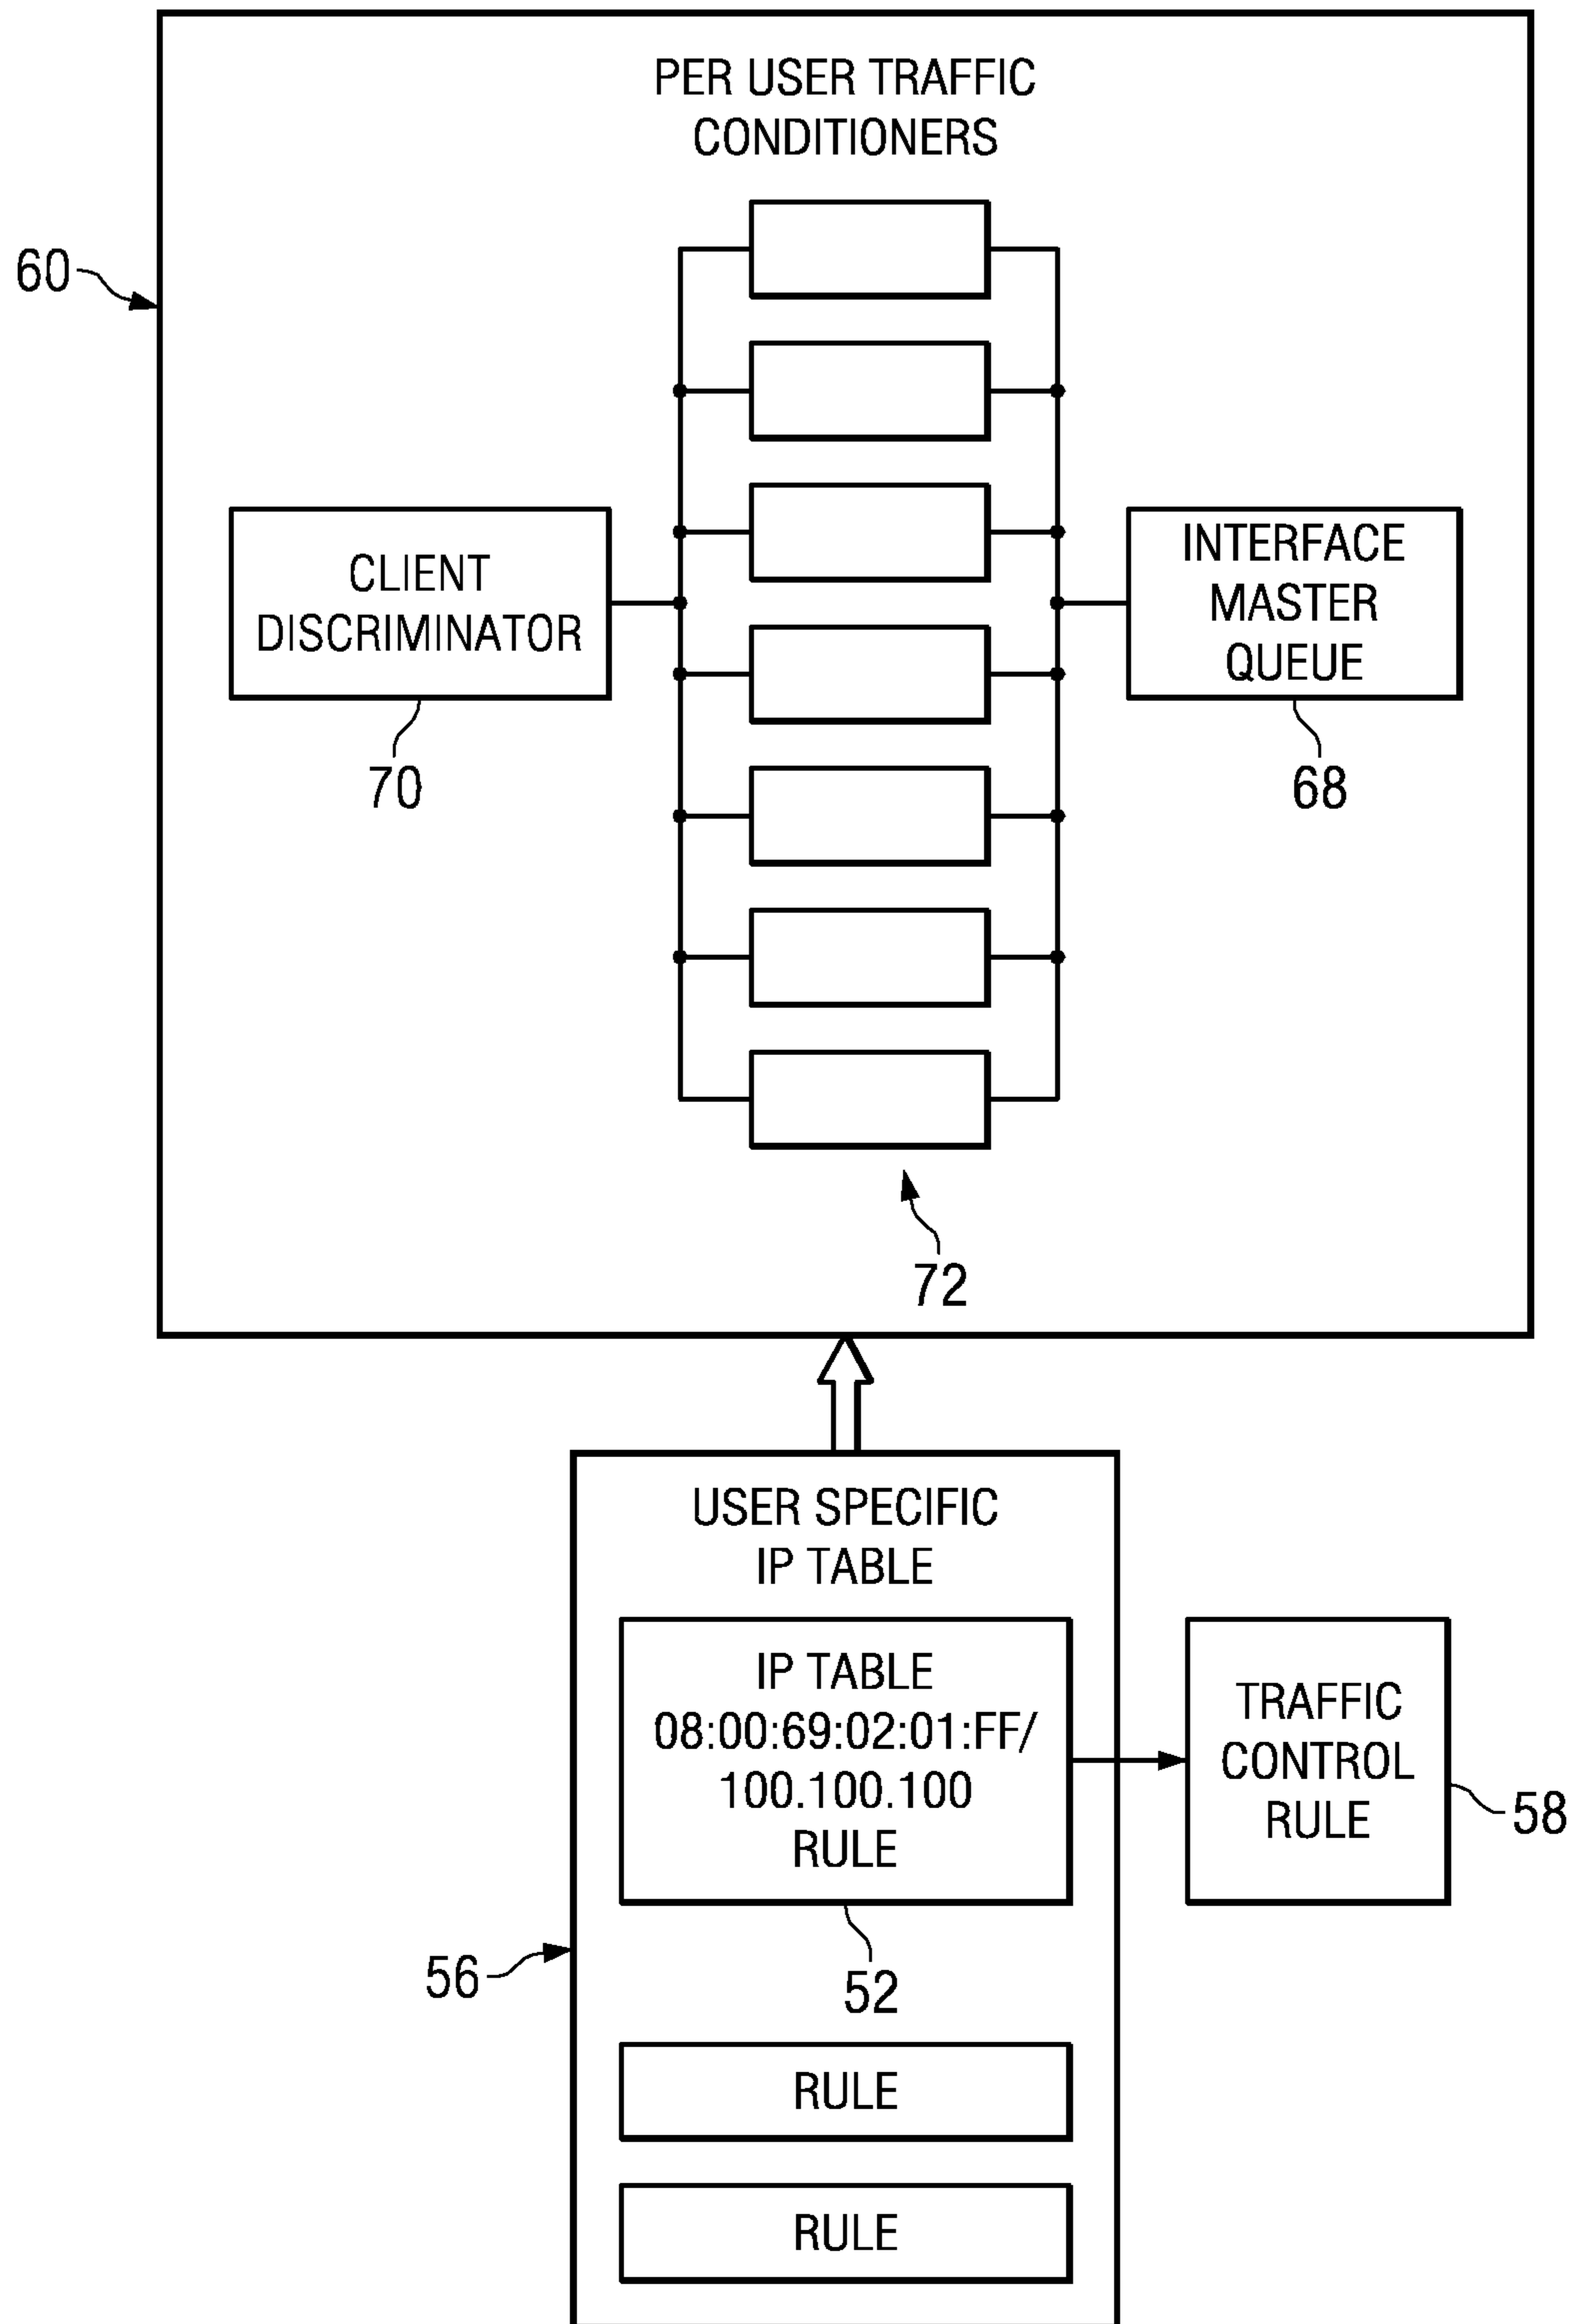 PER USER TRAFFIC
CONDITIONERS
60
CLIENT
DISCRIMINATOR
70
INTERFACE
MASTER
QUEUE
68
72
USER SPECIFIC
IP TABLE
IP TABLE
08:00:69:02:01:FF/
100.100.100
RULE
52
TRAFFIC
CONTROL
RULE
58
56
RULE
RULE